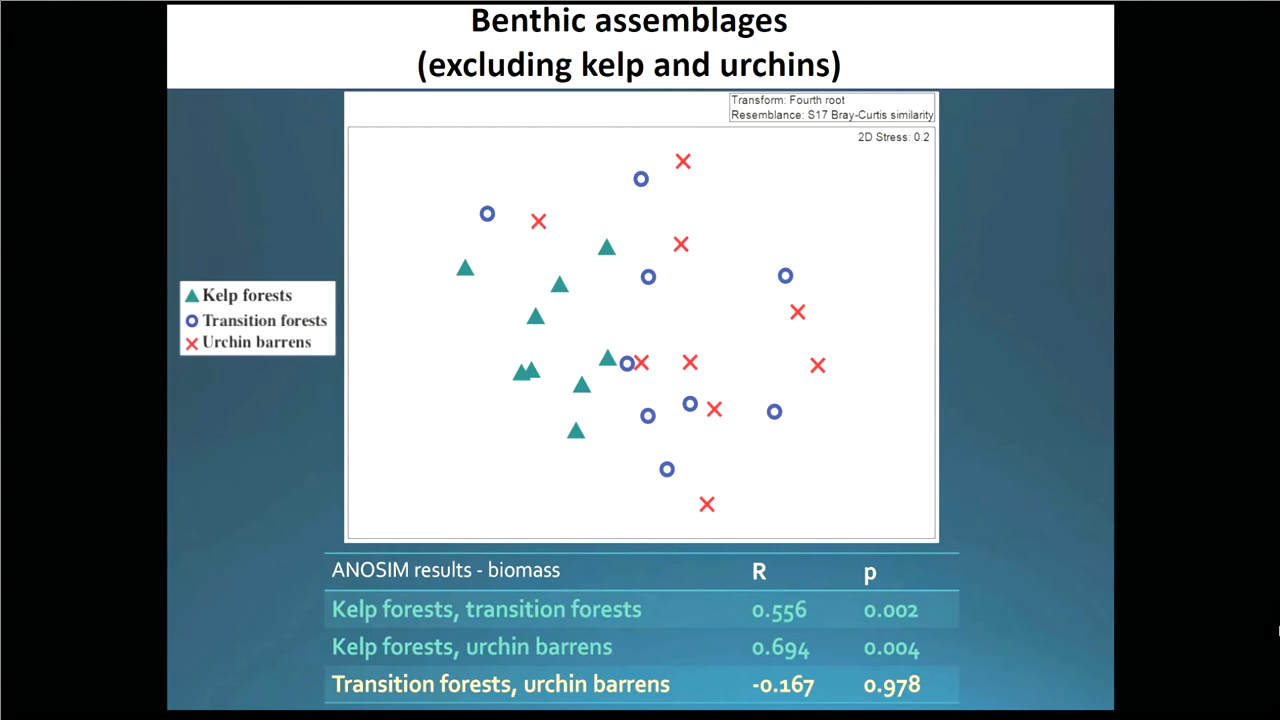 Benthic assemblages
(excluding kelp and urchins)
Transform: Fourth root
Resemblance: S17 Bray-Curtis similarity
2D Stress: 0.2
Kelp forests
Transition forests
Urchin barrens
ANOSIM results - biomass R p
Kelp forests, transition forests 0.556 0.002
Kelp forests, urchin barrens 0.694 0.004
Transition forests, urchin barrens -0.167 0.978